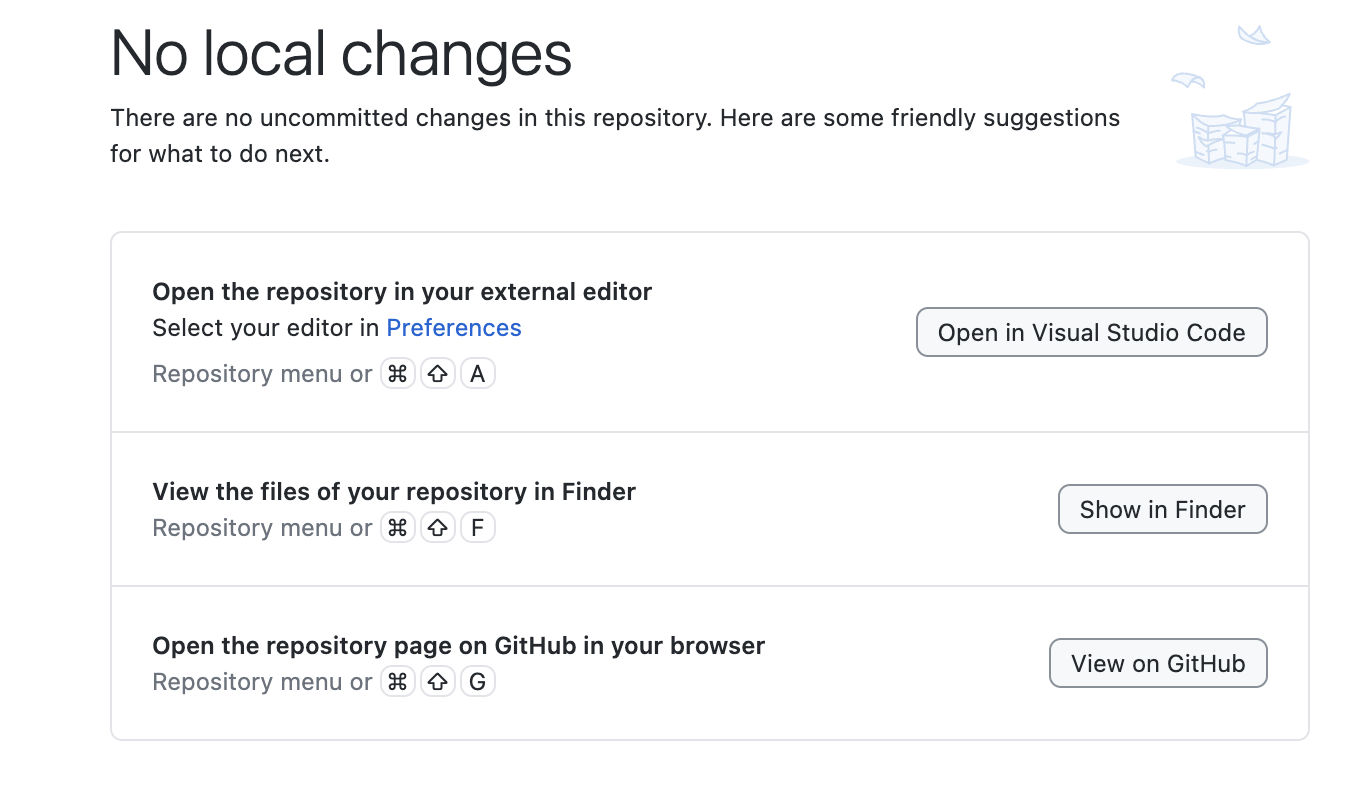 No local changes
There are no uncommitted changes in this repository. Here are some friendly suggestions
for what to do next.
Open the repository in your external editor
Select your editor in Preferences
Repository menu or ⌘ ⇧ A
Open in Visual Studio Code
View the files of your repository in Finder
Repository menu or ⌘ ⇧ F
Show in Finder
Open the repository page on GitHub in your browser
Repository menu or ⌘ ⇧ G
View on GitHub